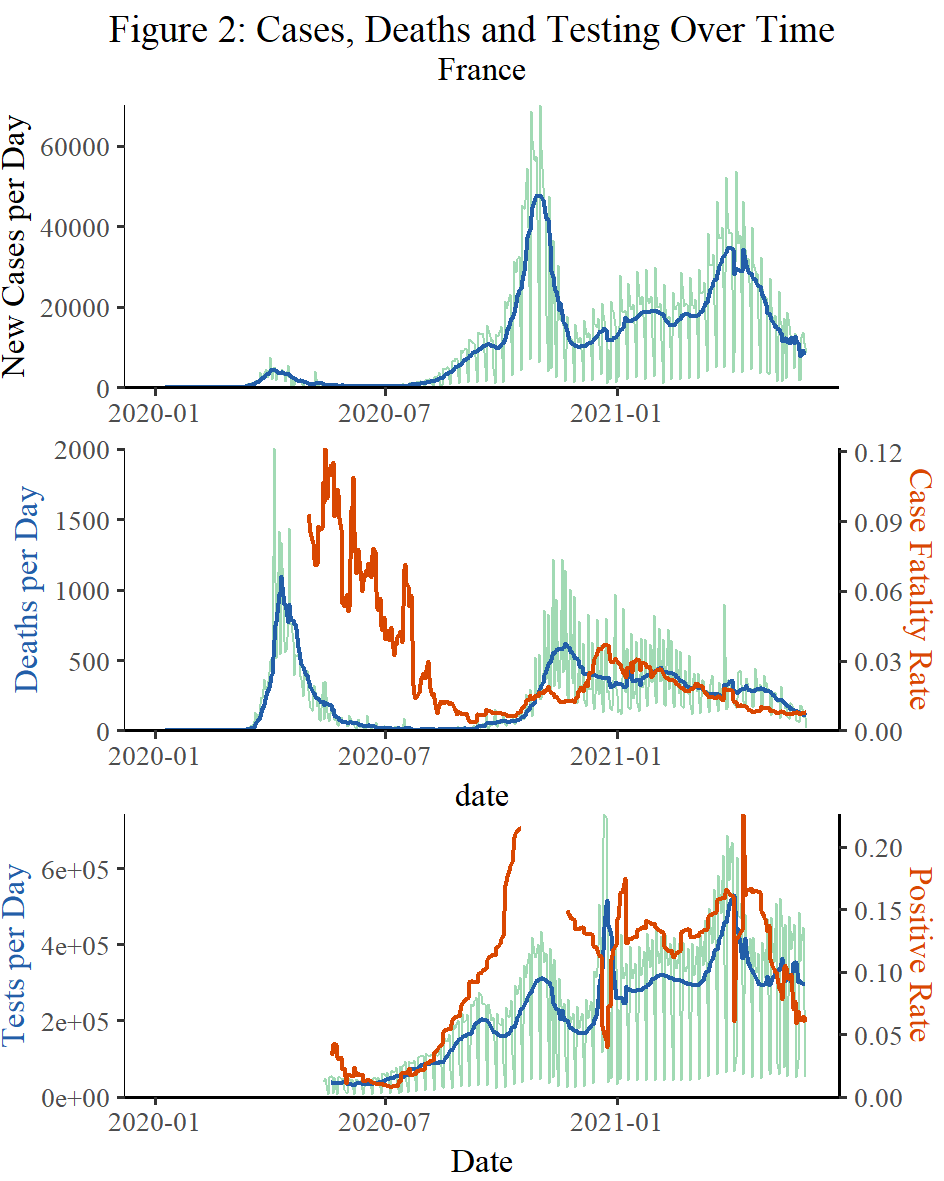 Figure 2: Cases, Deaths and Testing Over Time
France
New Cases per Day
60000
40000
20000
0
2020-01
2020-07
2021-01
Deaths per Day
2000
1500
1000
500
0
0.12
0.09
0.06
0.03
0.00
Case Fatality Rate
2020-01
2020-07
2021-01
date
Tests per Day
6e+05
4e+05
2e+05
0e+00
0.20
0.15
0.10
0.05
0.00
Positive Rate
2020-01
2020-07
2021-01
Date